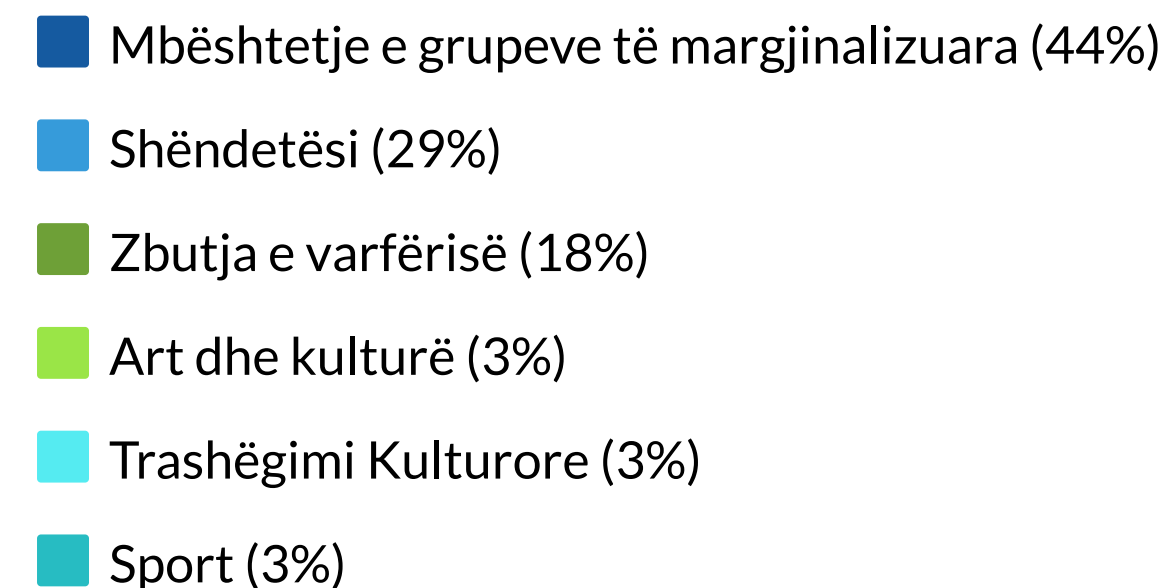 Mbështetje e grupeve të margjinalizuara (44%)
Shëndetësi (29%)
Zbutja e varfërisë (18%)
Art dhe kulturë (3%)
Trashëgimi Kulturore (3%)
Sport (3%)